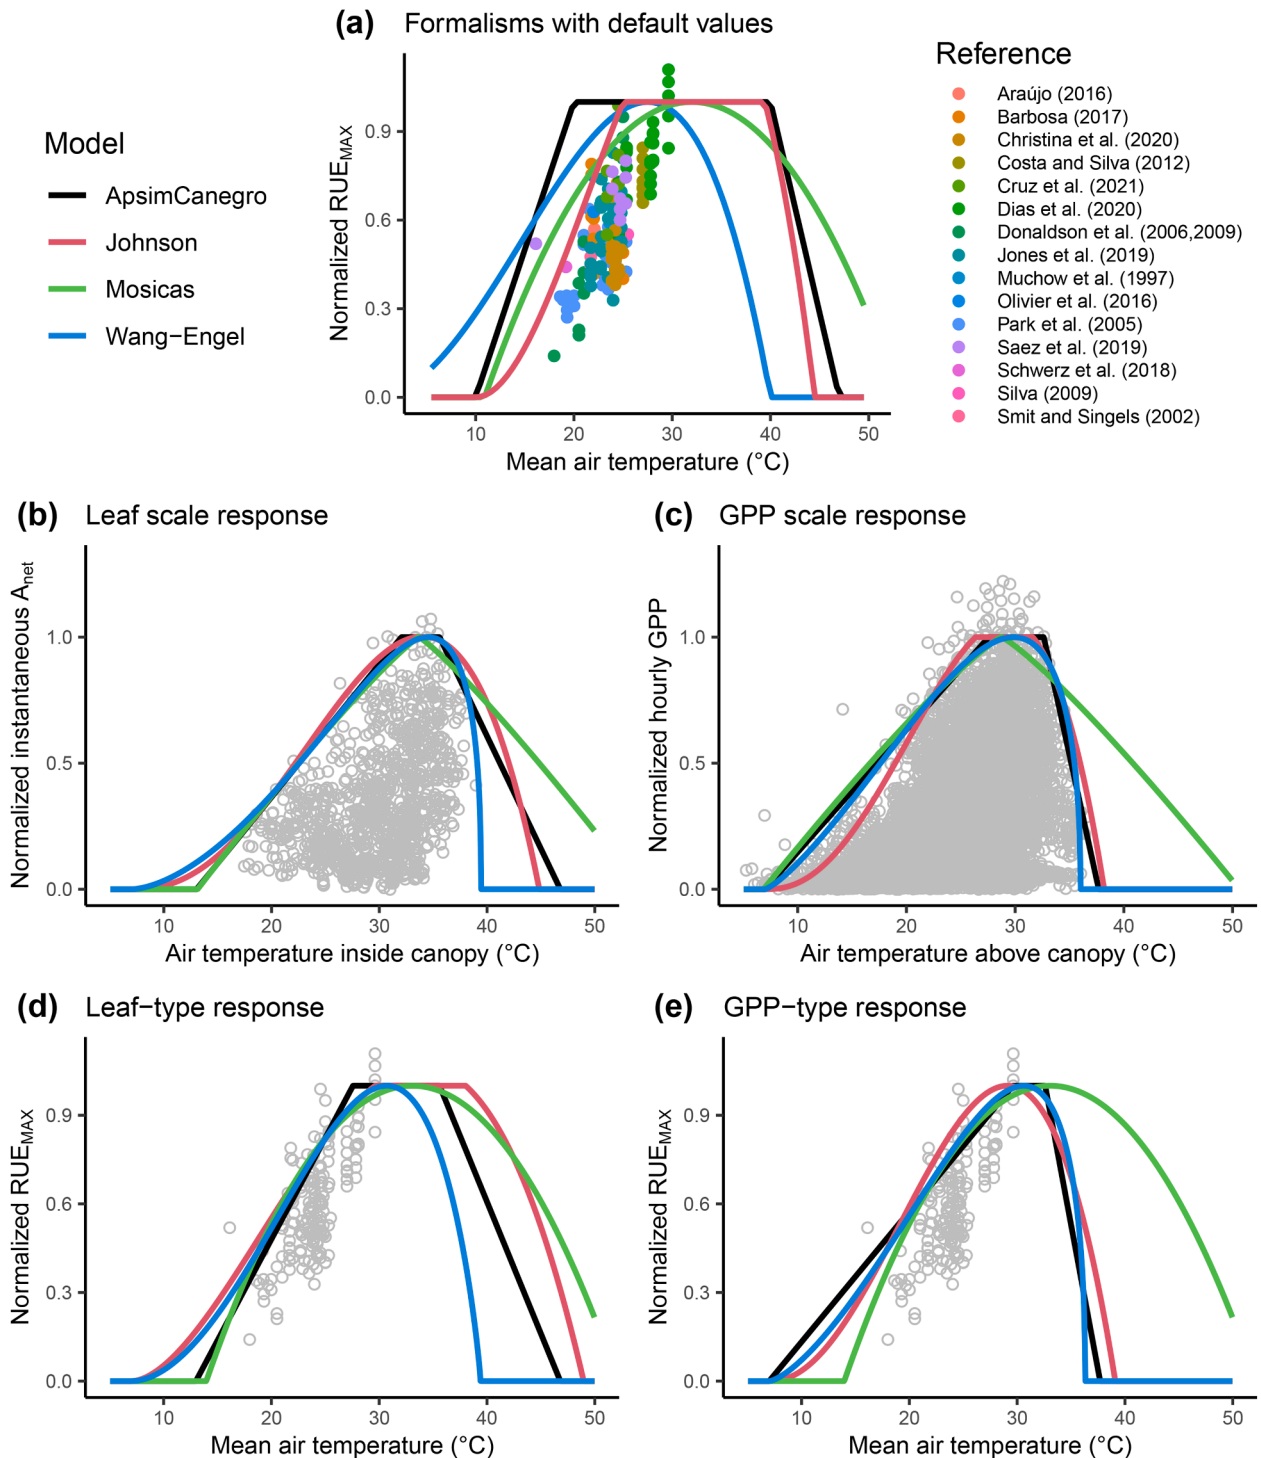 (a) Formalisms with default values
Normalized RUEMAX
0.9
0.6
0.3
0.0
10 20 30 40 50
Mean air temperature (°C)
Model
ApsimCanegro
Johnson
Mosicas
Wang−Engel
Reference
Araújo (2016)
Barbosa (2017)
Christina et al. (2020)
Costa and Silva (2012)
Cruz et al. (2021)
Dias et al. (2020)
Donaldson et al. (2006,2009)
Jones et al. (2019)
Muchow et al. (1997)
Olivier et al. (2016)
Park et al. (2005)
Saez et al. (2019)
Schwerz et al. (2018)
Silva (2009)
Smit and Singels (2002)
(b) Leaf scale response
Normalized instantaneous Anet
1.0
0.5
0.0
10 20 30 40 50
Air temperature inside canopy (°C)
(c) GPP scale response
Normalized hourly GPP
1.0
0.5
0.0
10 20 30 40 50
Air temperature above canopy (°C)
(d) Leaf−type response
Normalized RUEMAX
0.9
0.6
0.3
0.0
10 20 30 40 50
Mean air temperature (°C)
(e) GPP−type response
Normalized RUEMAX
0.9
0.6
0.3
0.0
10 20 30 40 50
Mean air temperature (°C)